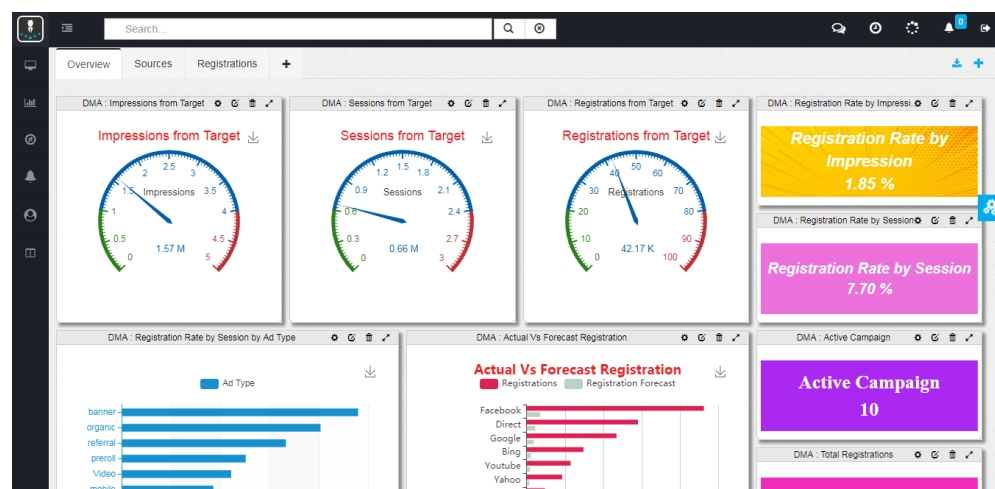 Search...
0
Overview
Sources
Registrations
+
DMA : Impressions from Target
Impressions from Target
0
0.5
1
1.5
2
2.5
3
3.5
4
4.5
5
Impressions
1.57 M
DMA : Sessions from Target
Sessions from Target
0
0.3
0.6
0.9
1.2
1.5
1.8
2.1
2.4
2.7
3
Sessions
0.66 M
DMA : Registrations from Target
Registrations from Target
0
10
20
30
40
50
60
70
80
90
100
Registrations
42.17 K
DMA : Registration Rate by Impressi.
Registration Rate by
Impression
1.85 %
DMA : Registration Rate by Session
Registration Rate by Session
7.70 %
DMA : Registration Rate by Session by Ad Type
Ad Type
banner
organic
referral
preroll
Video
mobile
DMA : Actual Vs Forecast Registration
Actual Vs Forecast Registration
Registrations
Registration Forecast
Facebook
Direct
Google
Bing
Youtube
Yahoo
DMA : Active Campaign
Active Campaign
10
DMA : Total Registrations